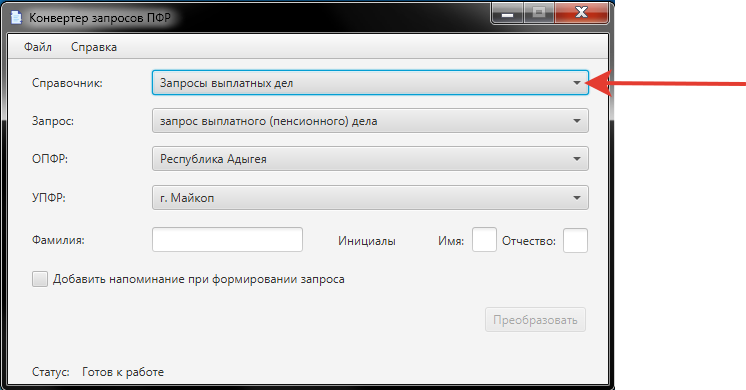 Конвертер запросов ПФР
Файл Справка
Справочник: Запросы выплатных дел
Запрос: запрос выплатного (пенсионного) дела
ОПФР: Республика Адыгея
УПФР: г. Майкоп
Фамилия: Инициалы Имя: Отчество:
Добавить напоминание при формировании запроса
Преобразовать
Статус: Готов к работе